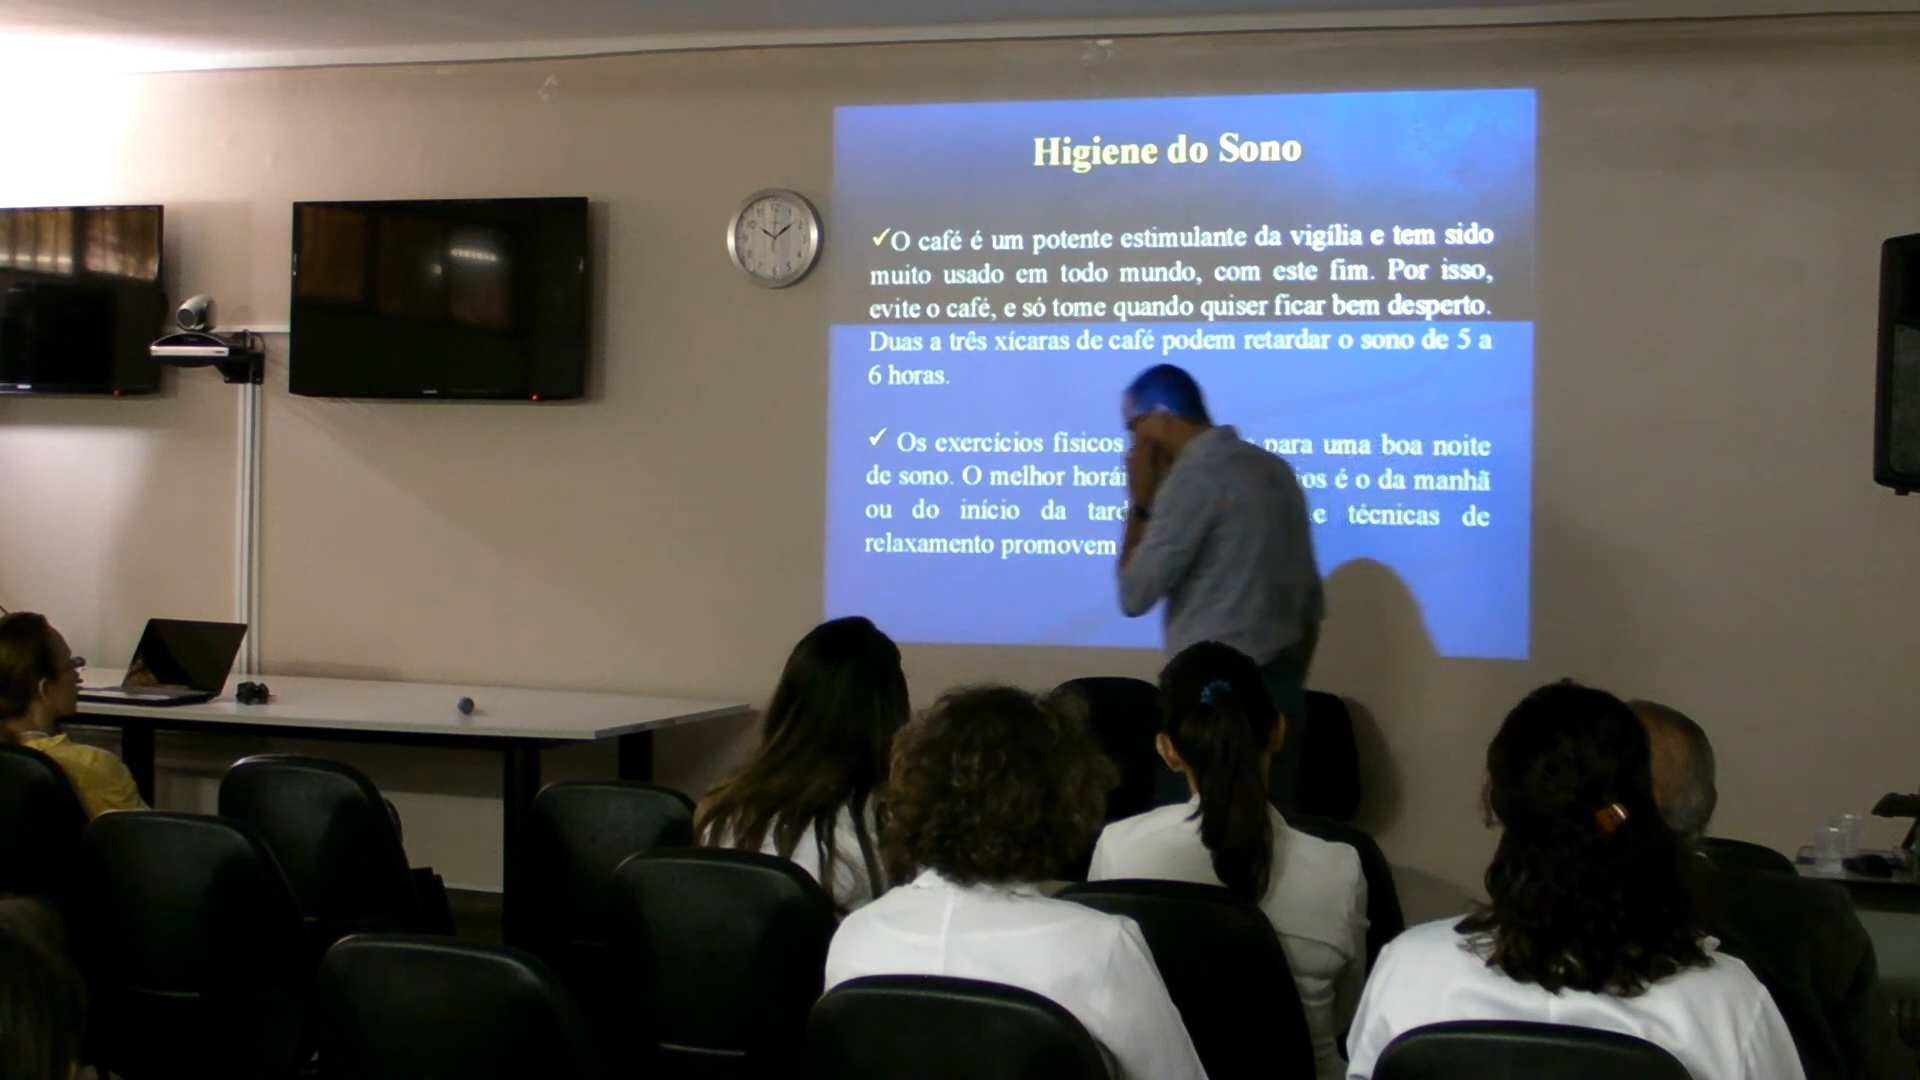 Higiene do Sono
✓O café é um potente estimulante da vigília e tem sido
muito usado em todo mundo, com este fim. Por isso,
evite o café, e só tome quando quiser ficar bem desperto.
Duas a três xícaras de café podem retardar o sono de 5 a
6 horas.
✓ Os exercícios físicos para uma boa noite
de sono. O melhor é o da manhã
ou do início da e técnicas de
relaxamento promovem